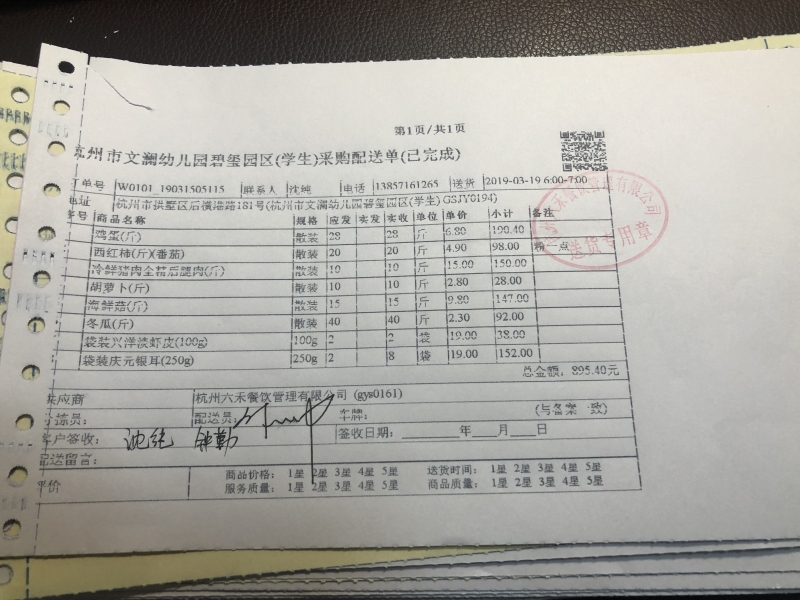 第1页/共1页
杭州市文澜幼儿园碧玺园区(学生)采购配送单(已完成)
订单号 W0101_19031505115 联系人 沈纯 电话 13857161265 送货 2019-03-19 6:00-7:00
地址 杭州市拱墅区后横港路181号(杭州市文澜幼儿园碧玺园区(学生) GSJY0194)
序号 商品名称 规格 应发 实发 实收 单位 单价 小计 备注
鸡蛋(斤) 散装 28 28 斤 6.80 190.40
西红柿(斤)(番茄) 散装 20 20 斤 4.90 98.00 粉一点
冷鲜猪肉全精后腿肉(斤) 散装 10 10 斤 15.00 150.00
胡萝卜(斤) 散装 10 10 斤 2.80 28.00
海鲜菇(斤) 散装 15 15 斤 9.80 147.00
冬瓜(斤) 散装 40 40 斤 2.30 92.00
袋装兴洋淡虾皮(100g) 100g 2 2 袋 19.00 38.00
袋装庆元银耳(250g) 250g 2 8 袋 19.00 152.00
总金额: 895.40元
供应商 杭州六禾餐饮管理有限公司 (gys0161)
分拣员: 配送员: 车牌: (与备案一致)
客户签收: 沈纯 钟勤 签收日期: 年 月 日
配送留言:
评价 商品价格: 1星 2星 3星 4星 5星 送货时间: 1星 2星 3星 4星 5星
服务质量: 1星 2星 3星 4星 5星 商品质量: 1星 2星 3星 4星 5星
送货专用章